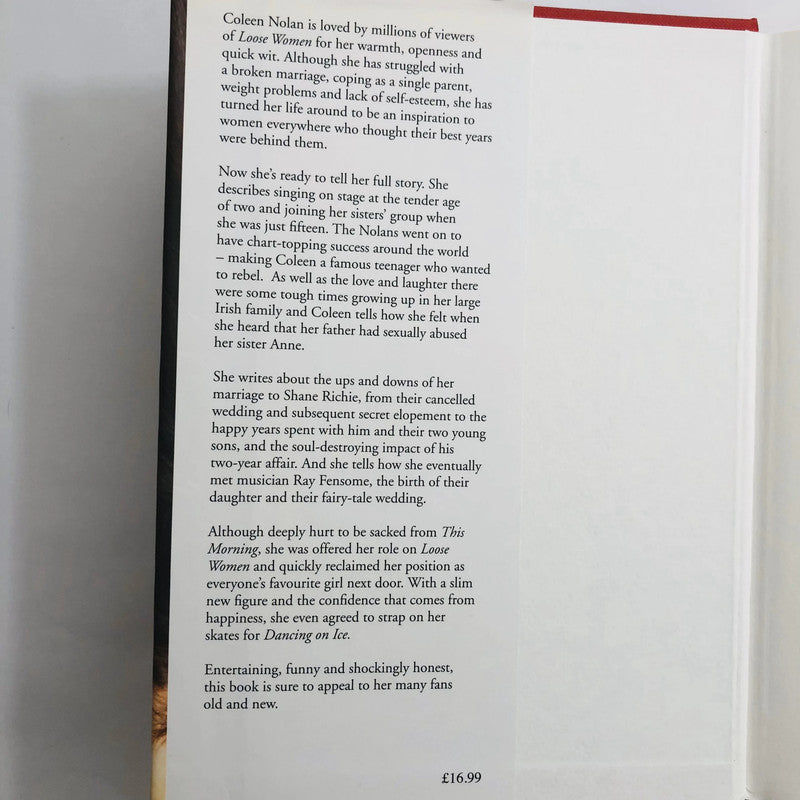 Coleen Nolan is loved by millions of viewers
of Loose Women for her warmth, openness and
quick wit. Although she has struggled with
a broken marriage, coping as a single parent,
weight problems and lack of self-esteem, she has
turned her life around to be an inspiration to
women everywhere who thought their best years
were behind them.
Now she's ready to tell her full story. She
describes singing on stage at the tender age
of two and joining her sisters' group when
she was just fifteen. The Nolans went on to
have chart-topping success around the world
– making Coleen a famous teenager who wanted
to rebel. As well as the love and laughter there
were some tough times growing up in her large
Irish family and Coleen tells how she felt when
she heard that her father had sexually abused
her sister Anne.
She writes about the ups and downs of her
marriage to Shane Richie, from their cancelled
wedding and subsequent secret elopement to the
happy years spent with him and their two young
sons, and the soul-destroying impact of his
two-year affair. And she tells how she eventually
met musician Ray Fensome, the birth of their
daughter and their fairy-tale wedding.
Although deeply hurt to be sacked from This
Morning, she was offered her role on Loose
Women and quickly reclaimed her position as
everyone's favourite girl next door. With a slim
new figure and the confidence that comes from
happiness, she even agreed to strap on her
skates for Dancing on Ice.
Entertaining, funny and shockingly honest,
this book is sure to appeal to her many fans
old and new.
£16.99